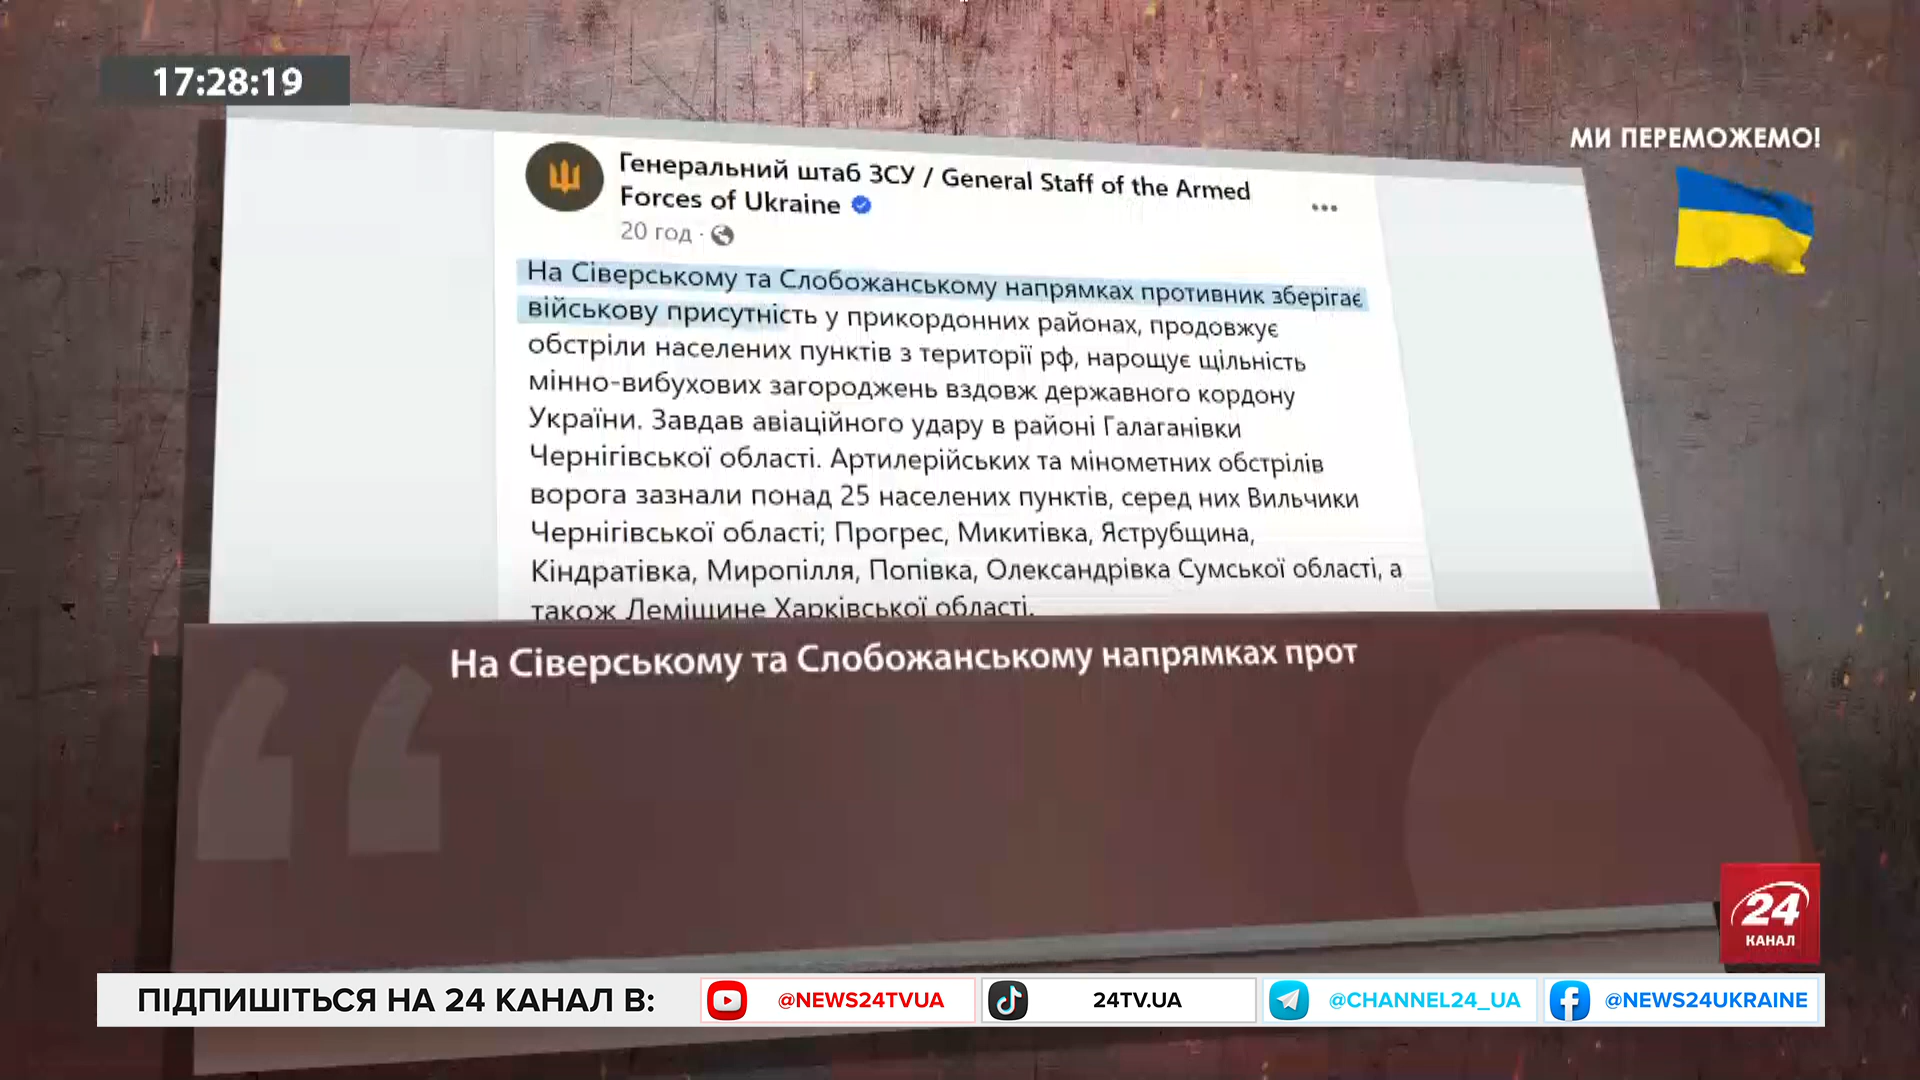 17:28:19
МИ ПЕРЕМОЖЕМО!
Генеральний штаб ЗСУ / General Staff of the Armed
Forces of Ukraine
20 год ·
На Сіверському та Слобожанському напрямках противник зберігає
військову присутність у прикордонних районах, продовжує
обстріли населених пунктів з території рф, нарощує щільність
мінно-вибухових загороджень вздовж державного кордону
України. Завдав авіаційного удару в районі Галаганівки
Чернігівської області. Артилерійських та мінометних обстрілів
ворога зазнали понад 25 населених пунктів, серед них Вильчики
Чернігівської області; Прогрес, Микитівка, Яструбщина,
Кіндратівка, Миропілля, Попівка, Олександрівка Сумської області, а
також Леміщине Харківської області.
На Сіверському та Слобожанському напрямках прот
24
КАНАЛ
ПІДПИШІТЬСЯ НА 24 КАНАЛ В:
@NEWS24TVUA
24TV.UA
@CHANNEL24_UA
@NEWS24UKRAINE